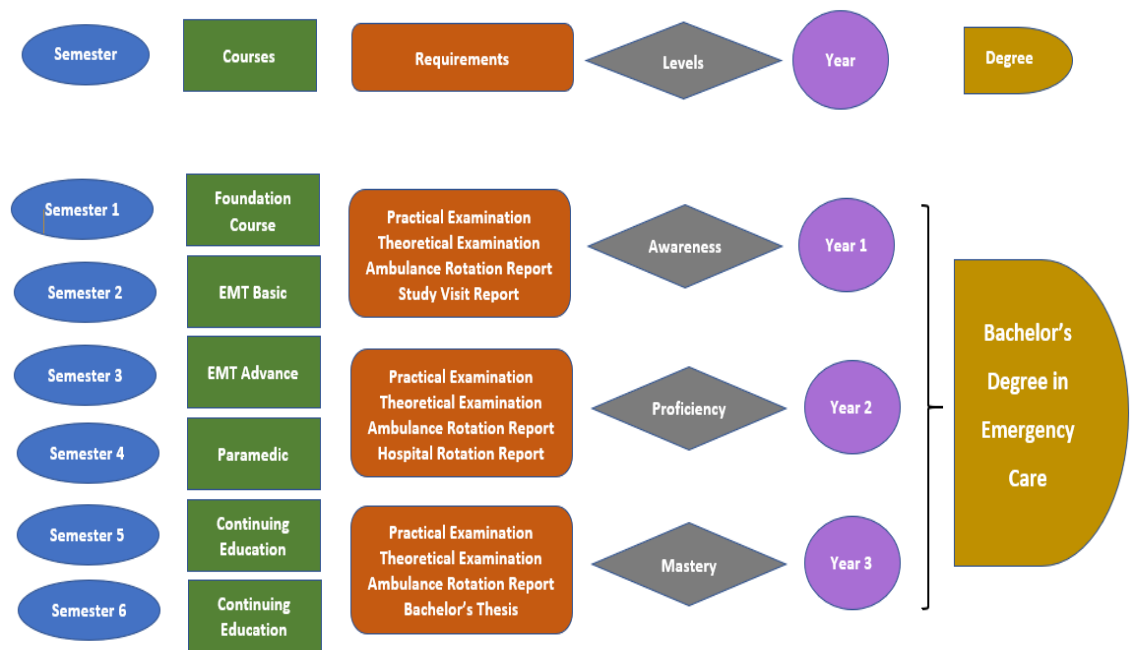 Semester
Courses
Requirements
Levels
Year
Degree
Semester 1
Foundation
Course
Practical Examination
Theoretical Examination
Ambulance Rotation Report
Study Visit Report
Awareness
Year 1
Semester 2
EMT Basic
Semester 3
EMT Advance
Practical Examination
Theoretical Examination
Ambulance Rotation Report
Hospital Rotation Report
Proficiency
Year 2
Semester 4
Paramedic
Semester 5
Continuing
Education
Practical Examination
Theoretical Examination
Ambulance Rotation Report
Bachelor's Thesis
Mastery
Year 3
Semester 6
Continuing
Education
Bachelor's
Degree in
Emergency
Care